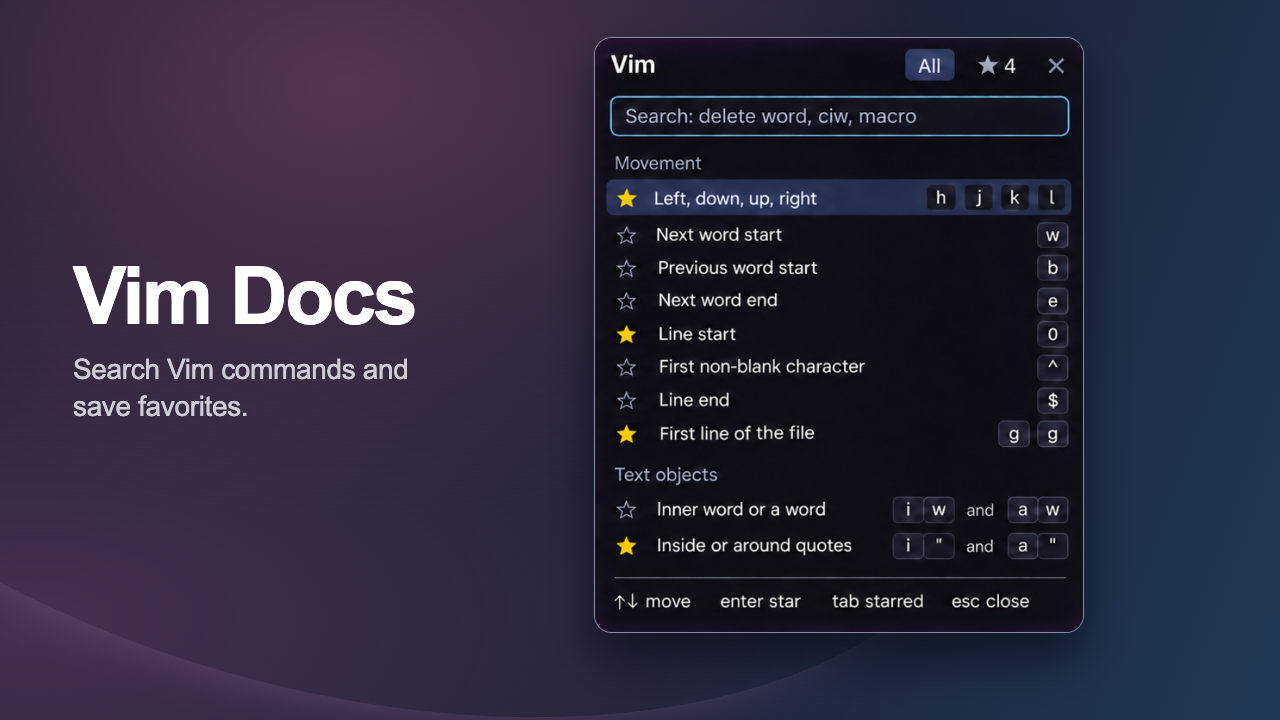 Vim Docs
Search Vim commands and
save favorites.
Vim All ★ 4 ✕
Search: delete word, ciw, macro
Movement
★ Left, down, up, right h j k l
☆ Next word start w
☆ Previous word start b
☆ Next word end e
★ Line start 0
☆ First non-blank character ^
☆ Line end $
★ First line of the file g g
Text objects
☆ Inner word or a word i w and a w
★ Inside or around quotes i " and a "
↑↓ move enter star tab starred esc close